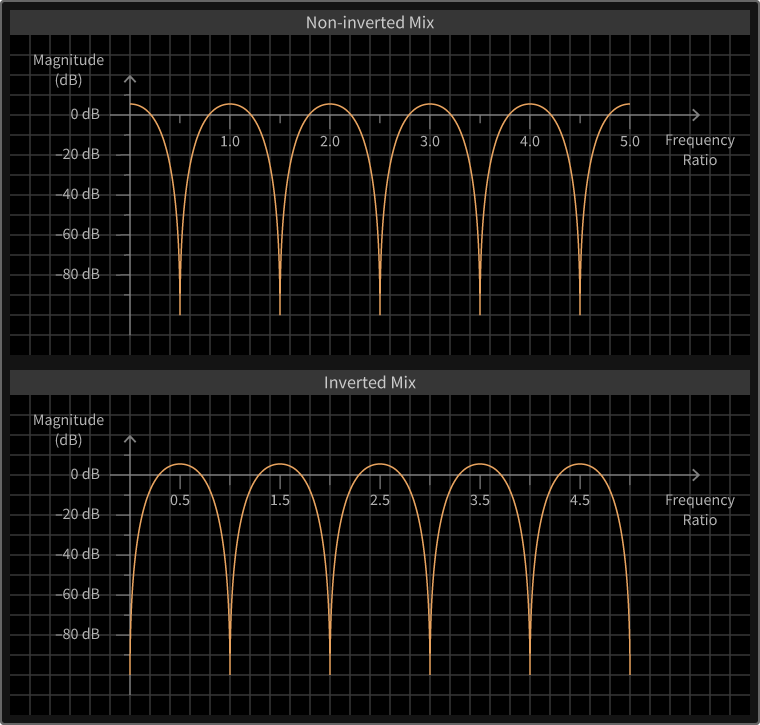 Non-inverted Mix
Magnitude
(dB)
0 dB
1.0 2.0 3.0 4.0 5.0 Frequency
Ratio
-20 dB
-40 dB
-60 dB
-80 dB
Inverted Mix
Magnitude
(dB)
0 dB
0.5 1.5 2.5 3.5 4.5 Frequency
Ratio
-20 dB
-40 dB
-60 dB
-80 dB